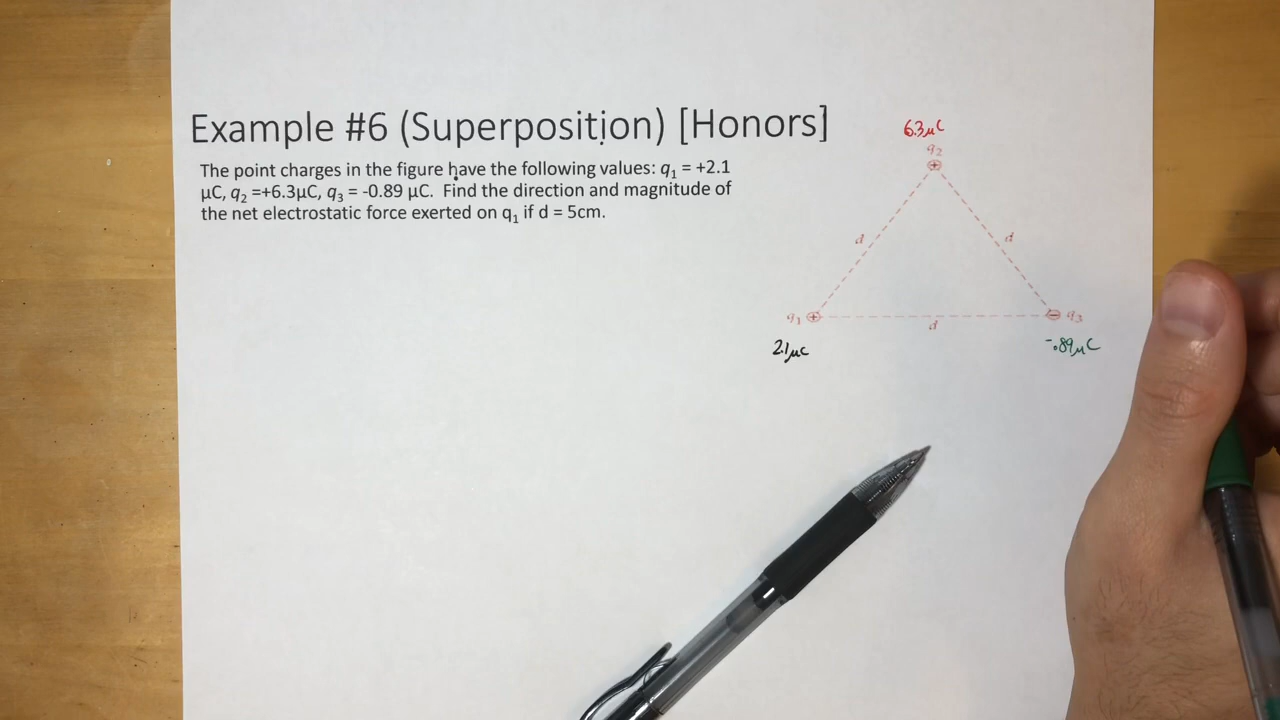 Example #6 (Superposition) [Honors]
The point charges in the figure have the following values: q₁ = +2.1
μC, q₂ =+6.3μC, q₃ = -0.89 μC. Find the direction and magnitude of
the net electrostatic force exerted on q₁ if d = 5cm.
6.3μC
q₂
d
d
q₁
q₃
d
2.1μC
-.89μC